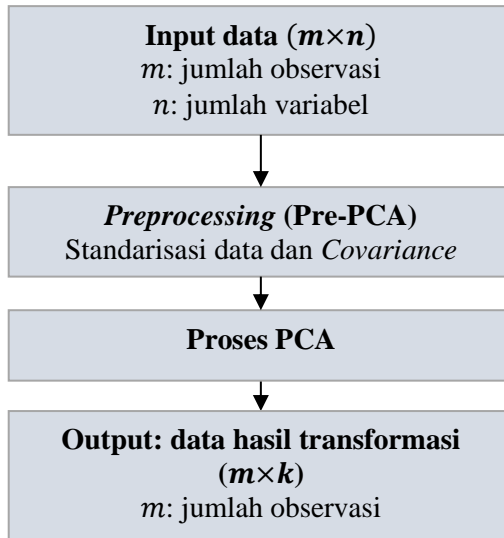 Input data (m×n)
m: jumlah observasi
n: jumlah variabel
Preprocessing (Pre-PCA)
Standarisasi data dan Covariance
Proses PCA
Output: data hasil transformasi
(m×k)
m: jumlah observasi